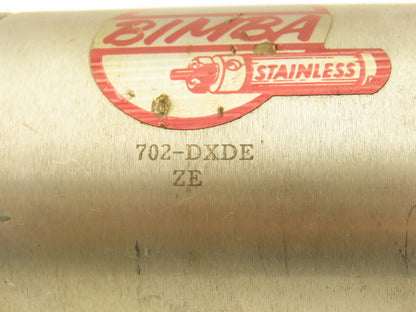 BIMBA
STAINLESS
702-DXDE
ZE